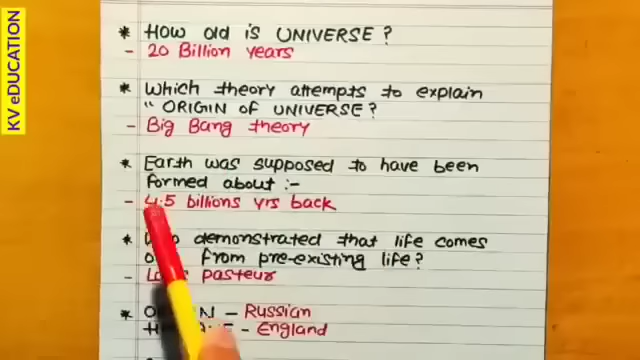 KV eDUCATION
* How old is UNIVERSE?
- 20 Billion years
* Which theory attempts to explain
" ORIGIN of UNIVERSE?
- Big Bang theory
* Earth was supposed to have been
formed about :-
- 4.5 billions yrs back
* demonstrated that life comes
from pre-existing life?
- pasteur
* - Russian
- England